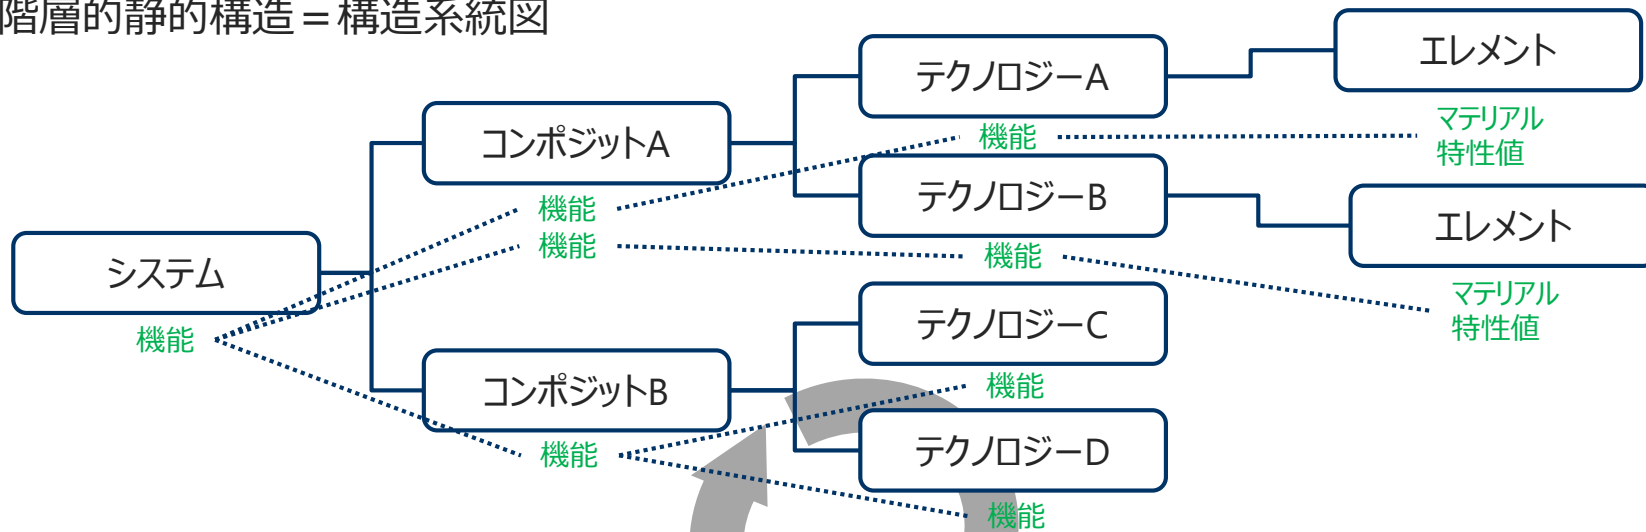 階層的静的構造＝構造系統図
エレメント
テクノロジーA
マテリアル
特性値
コンポジットA
機能
テクノロジーB
エレメント
機能
機能
機能
システム
マテリアル
特性値
機能
テクノロジーC
コンポジットB
機能
テクノロジーD
機能
機能